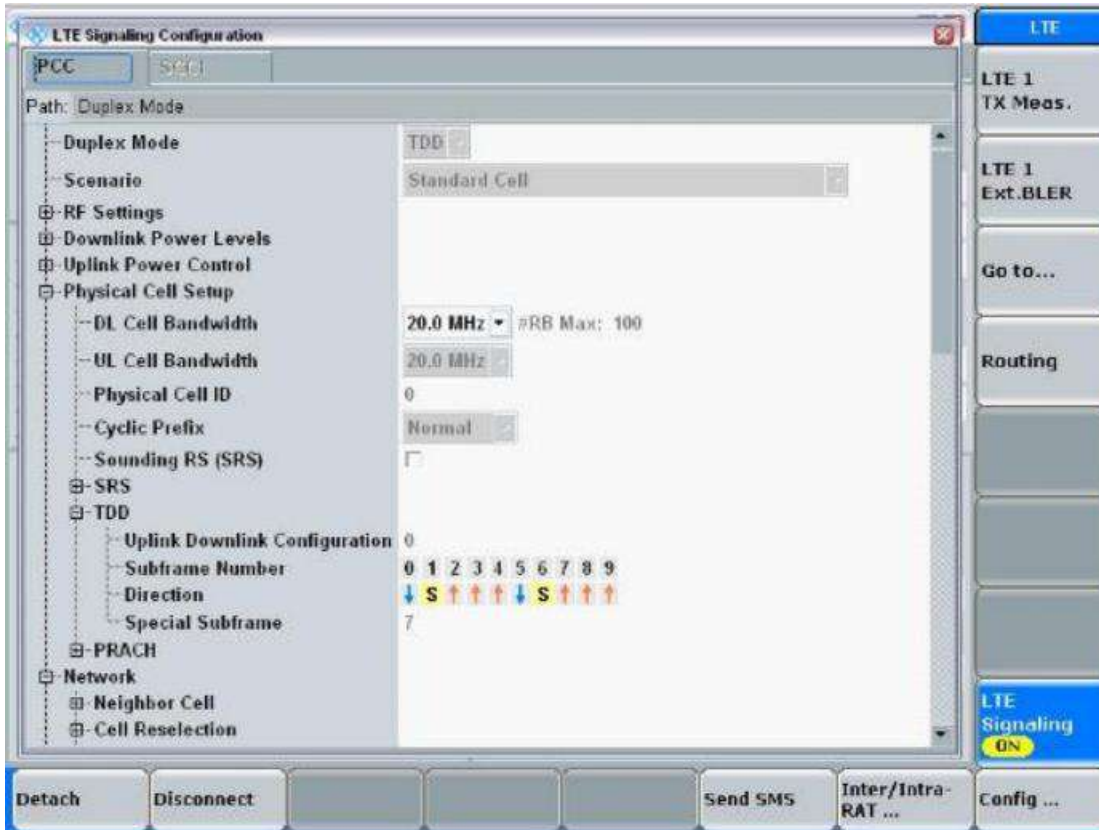 LTE Signaling Configuration
PCC SCC1
Path: Duplex Mode
Duplex Mode TDD
Scenario Standard Cell
RF Settings
Downlink Power Levels
Uplink Power Control
Physical Cell Setup
DL Cell Bandwidth 20.0 MHz #RB Max: 100
UL Cell Bandwidth 20.0 MHz
Physical Cell ID 0
Cyclic Prefix Normal
Sounding RS (SRS)
SRS
TDD
Uplink Downlink Configuration 0
Subframe Number 0 1 2 3 4 5 6 7 8 9
Direction ↓ S ↑ ↑ ↑ ↓ S ↑ ↑ ↑
Special Subframe 7
PRACH
Network
Neighbor Cell
Cell Reselection
LTE
LTE 1
TX Meas.
LTE 1
Ext.BLER
Go to...
Routing
LTE
Signaling
ON
Detach Disconnect Send SMS Inter/Intra-
RAT ... Config ...